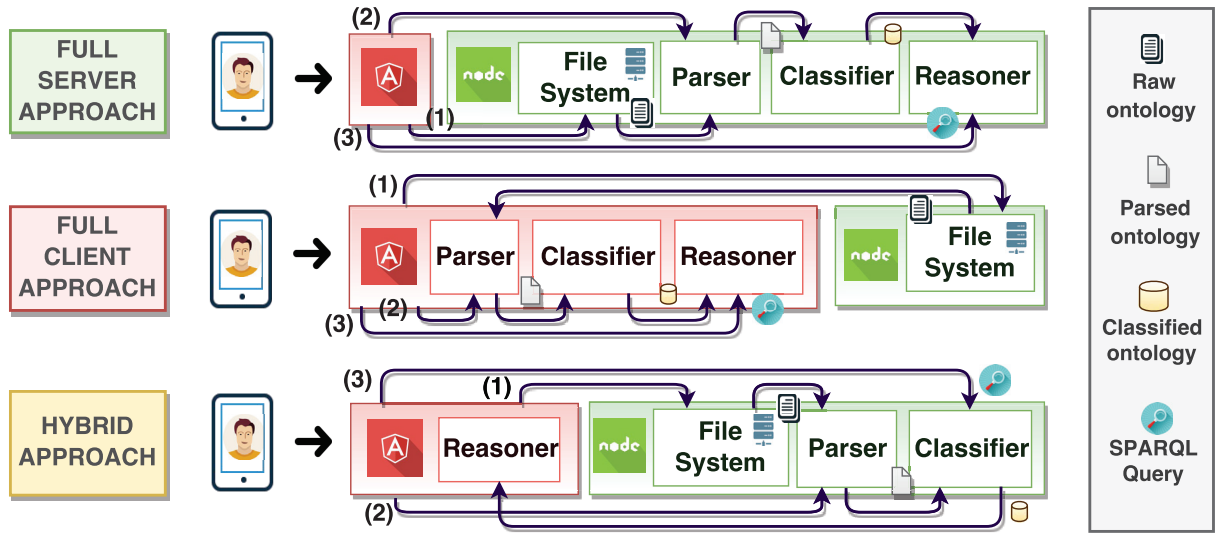 FULL
SERVER
APPROACH
(2)
A
node
File
System
Parser
Classifier
Reasoner
(1)
(3)
FULL
CLIENT
APPROACH
(1)
A
Parser
Classifier
Reasoner
node
File
System
(2)
(3)
HYBRID
APPROACH
(3)
(1)
A
Reasoner
node
File
System
Parser
Classifier
(2)
Raw
ontology
Parsed
ontology
Classified
ontology
SPARQL
Query